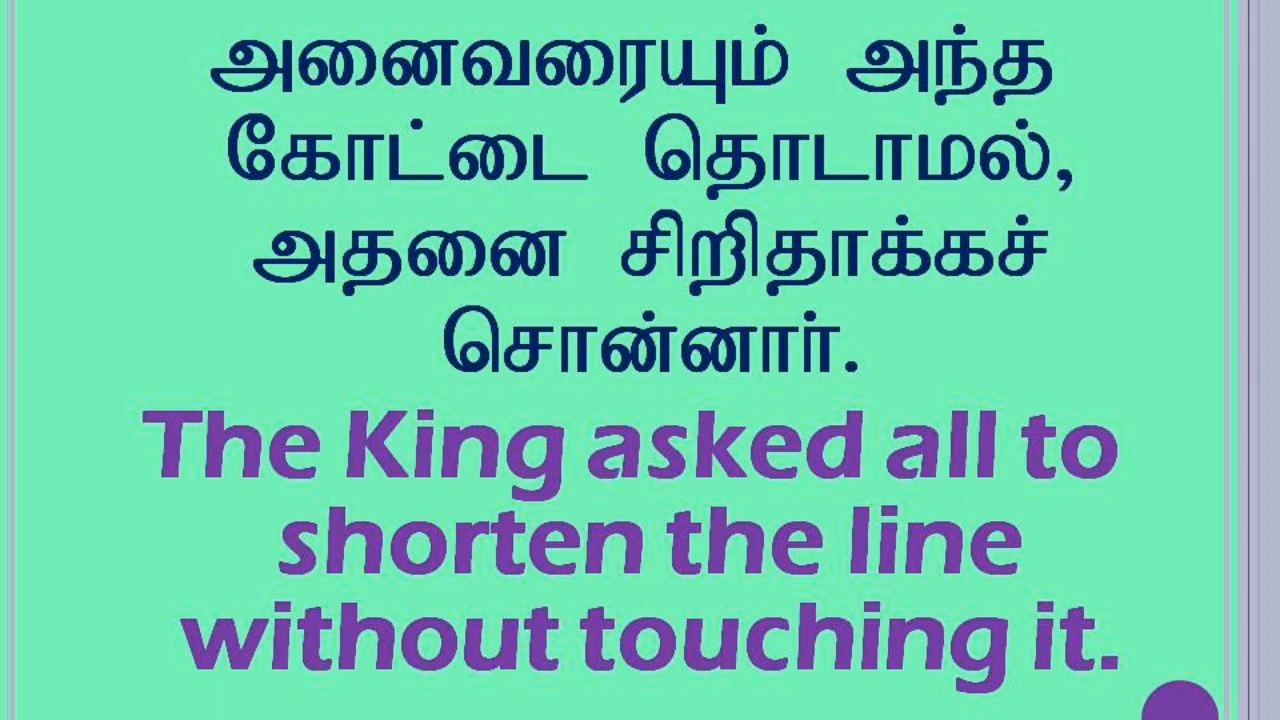 அனைவரையும் அந்த
கோட்டை தொடாமல்,
அதனை சிறிதாக்கச்
சொன்னார்.
The King asked all to
shorten the line
without touching it.